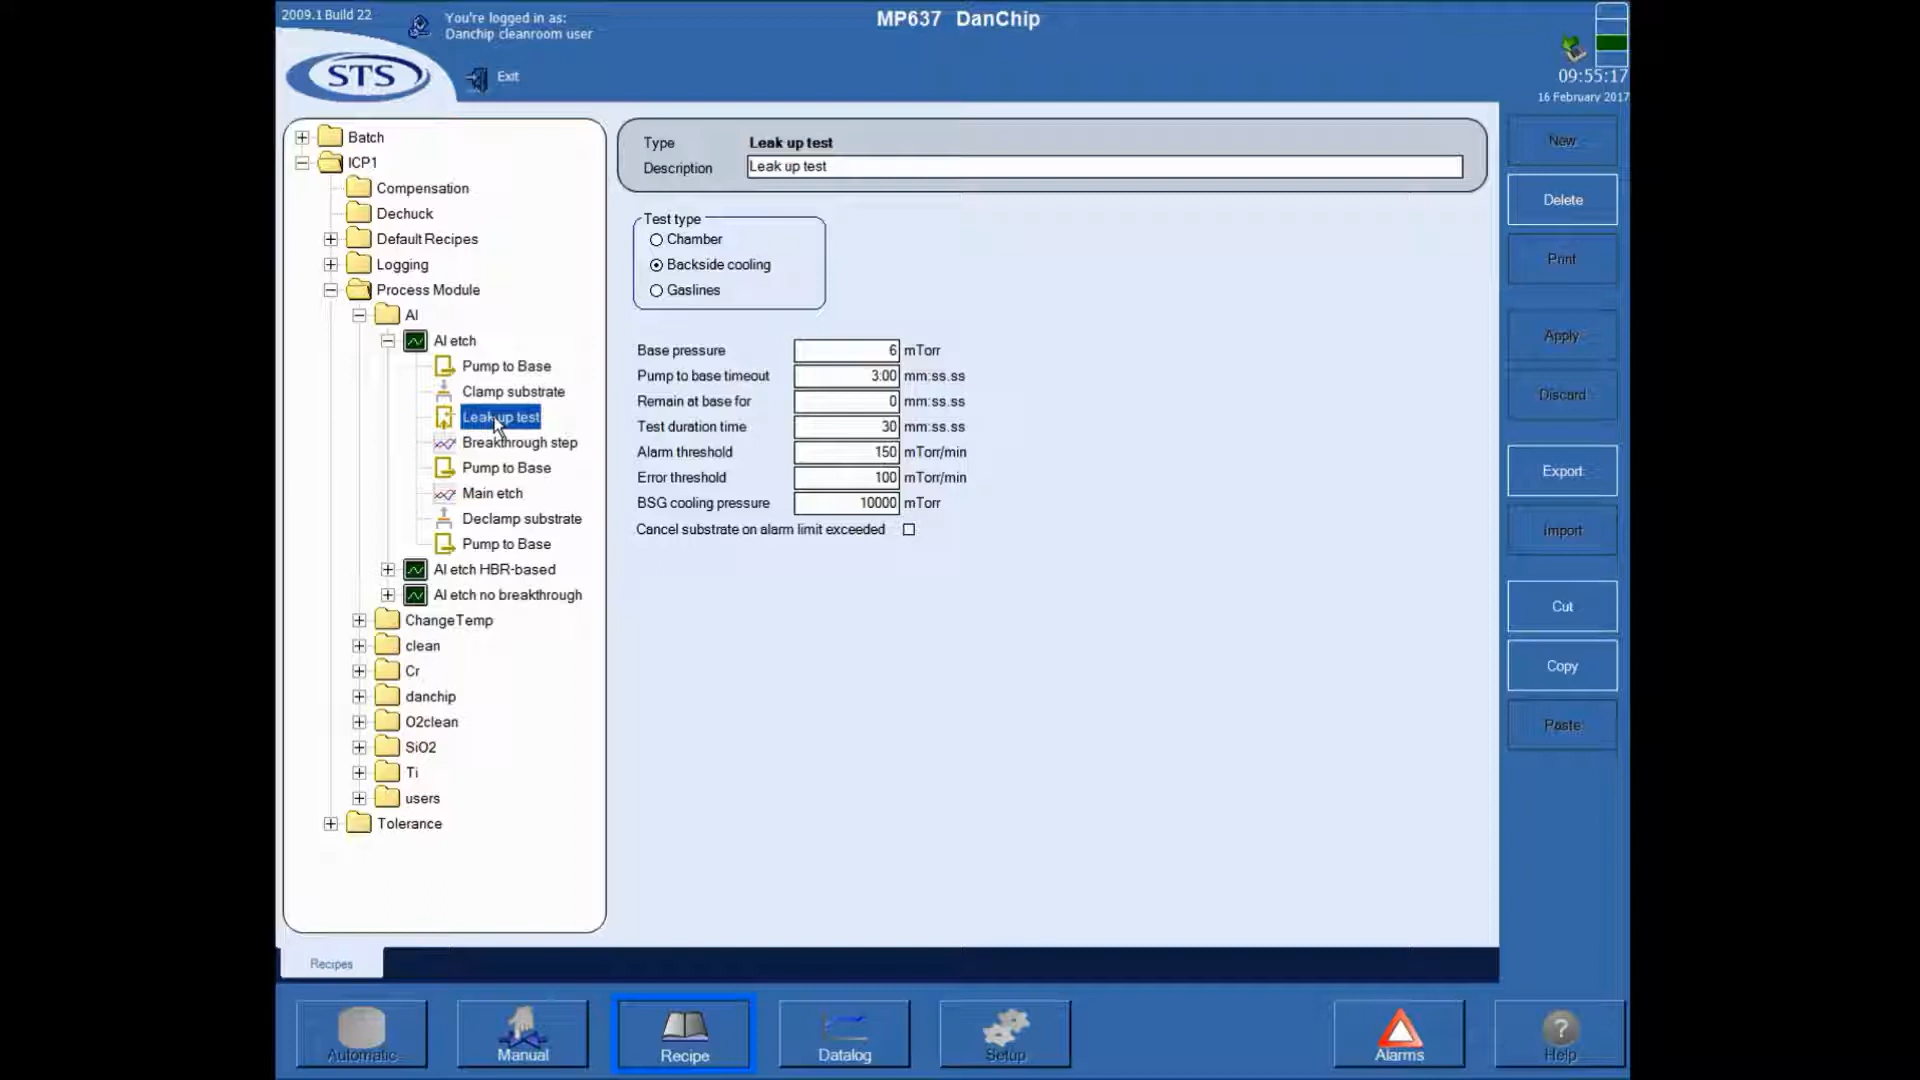 2009.1 Build 22
You're logged in as:
Danchip cleanroom user
MP637 DanChip
STS
Exit
09:55:17
16 February 2017
Batch
ICP1
Compensation
Dechuck
Default Recipes
Logging
Process Module
Al
Al etch
Pump to Base
Clamp substrate
Leak up test
Breakthrough step
Pump to Base
Main etch
Declamp substrate
Pump to Base
Al etch HBR-based
Al etch no breakthrough
ChangeTemp
clean
Cr
danchip
O2clean
SiO2
Ti
users
Tolerance
Type Leak up test
Description Leak up test
Test type
Chamber
Backside cooling
Gaslines
Base pressure 6 mTorr
Pump to base timeout 3:00 mm:ss.ss
Remain at base for 0 mm:ss.ss
Test duration time 30 mm:ss.ss
Alarm threshold 150 mTorr/min
Error threshold 100 mTorr/min
BSG cooling pressure 10000 mTorr
Cancel substrate on alarm limit exceeded
New
Delete
Print
Apply
Discard
Export
Import
Cut
Copy
Paste
Recipes
Automatic
Manual
Recipe
Datalog
Setup
Alarms
Help